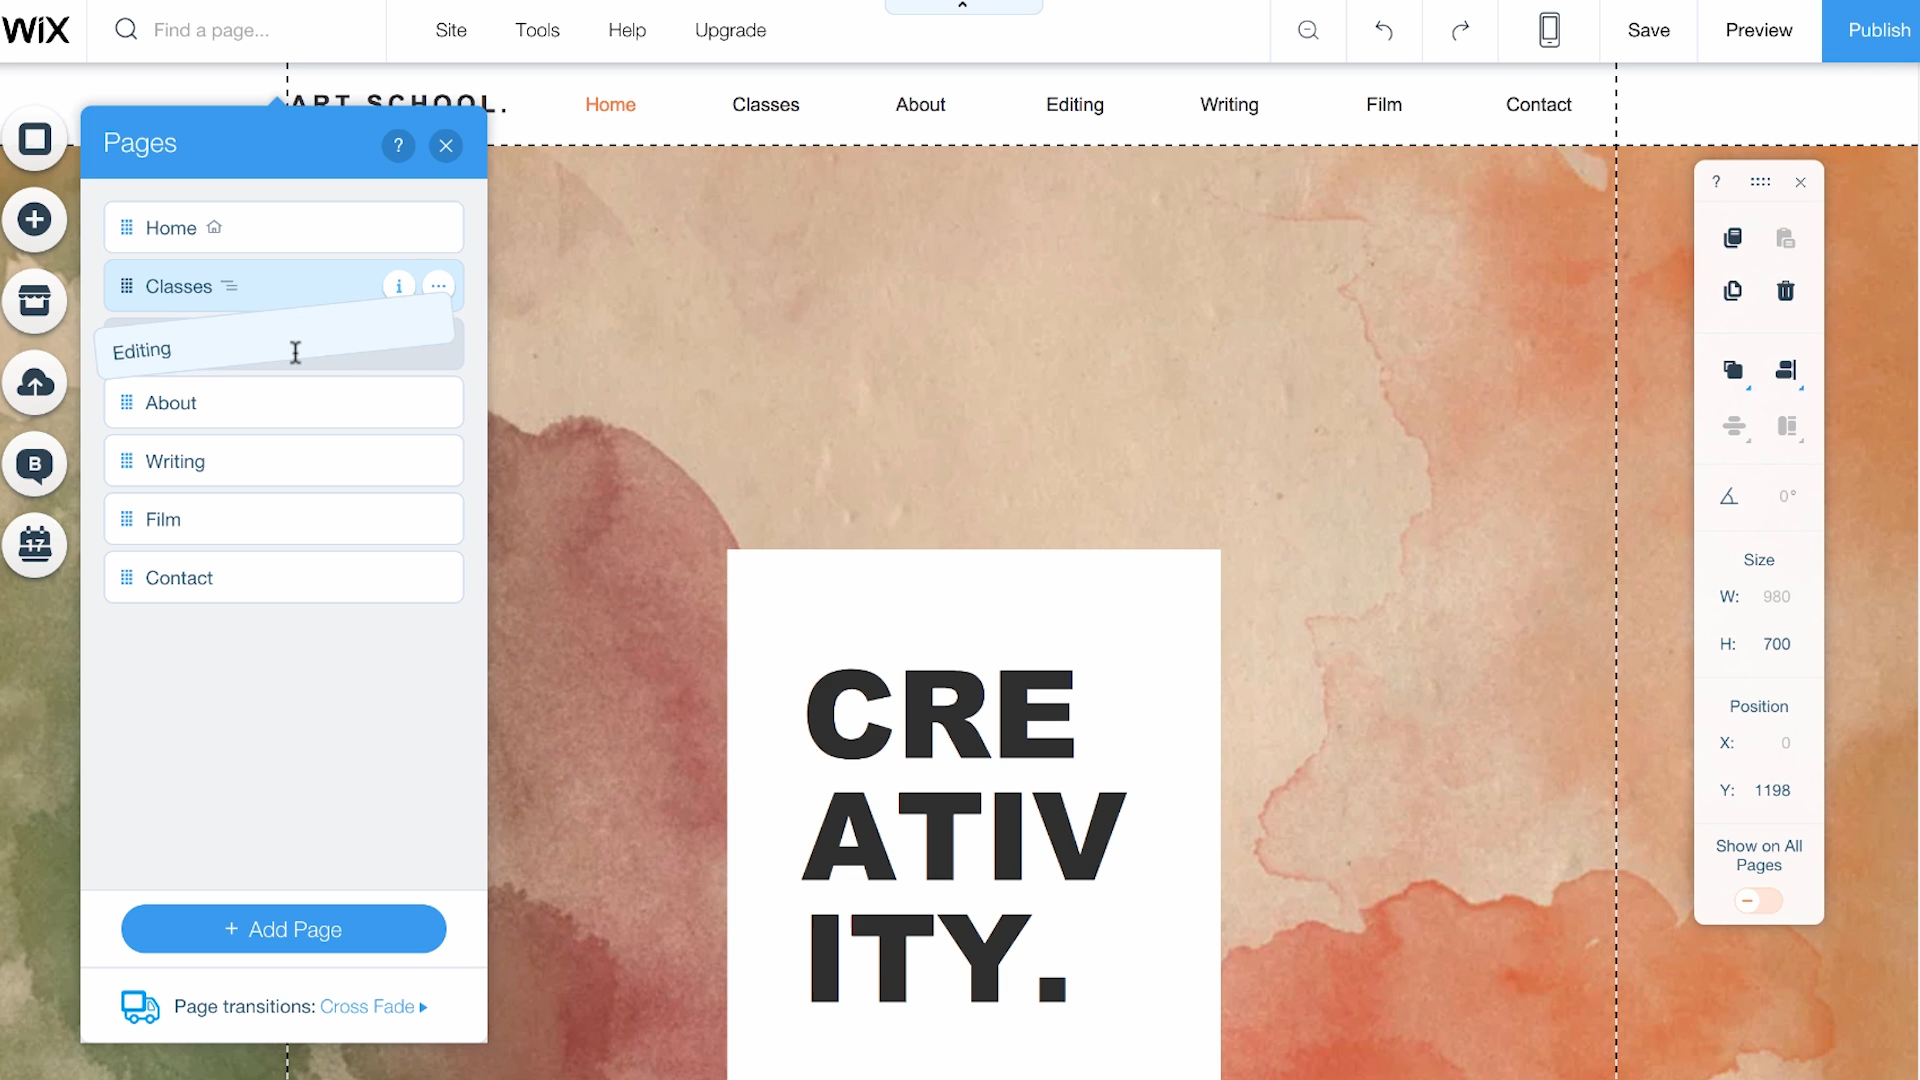 WiX
Find a page...
Site
Tools
Help
Upgrade
Save
Preview
Publish
ART SCHOOL.
Home
Classes
About
Editing
Writing
Film
Contact
Pages
?
Home
Classes
i
Editing
About
Writing
Film
Contact
+ Add Page
Page transitions: Cross Fade
B
17
?
0°
Size
W: 980
H: 700
Position
X: 0
Y: 1198
Show on All
Pages
CRE
ATIV
ITY.